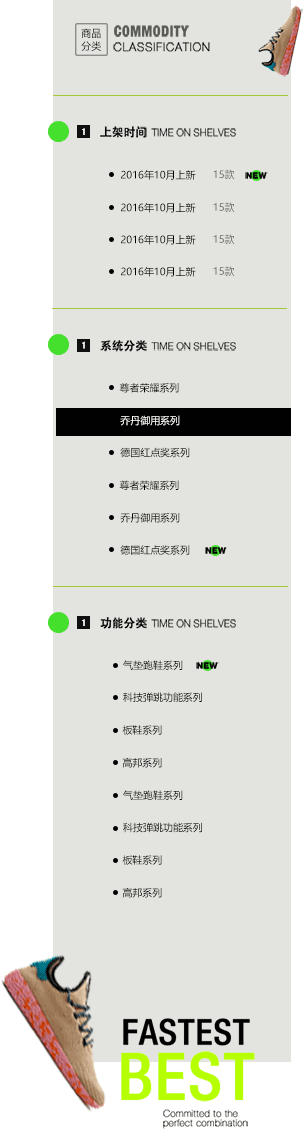 商品 COMMODITY
分类 CLASSIFICATION
1 上架时间 TIME ON SHELVES
2016年10月上新 15款 NEW
2016年10月上新 15款
2016年10月上新 15款
2016年10月上新 15款
1 系统分类 TIME ON SHELVES
尊者荣耀系列
乔丹御用系列
德国红点奖系列
尊者荣耀系列
乔丹御用系列
德国红点奖系列 NEW
1 功能分类 TIME ON SHELVES
气垫跑鞋系列 NEW
科技弹跳功能系列
板鞋系列
高邦系列
气垫跑鞋系列
科技弹跳功能系列
板鞋系列
高邦系列
FASTEST
BEST
Committed to the
perfect combination